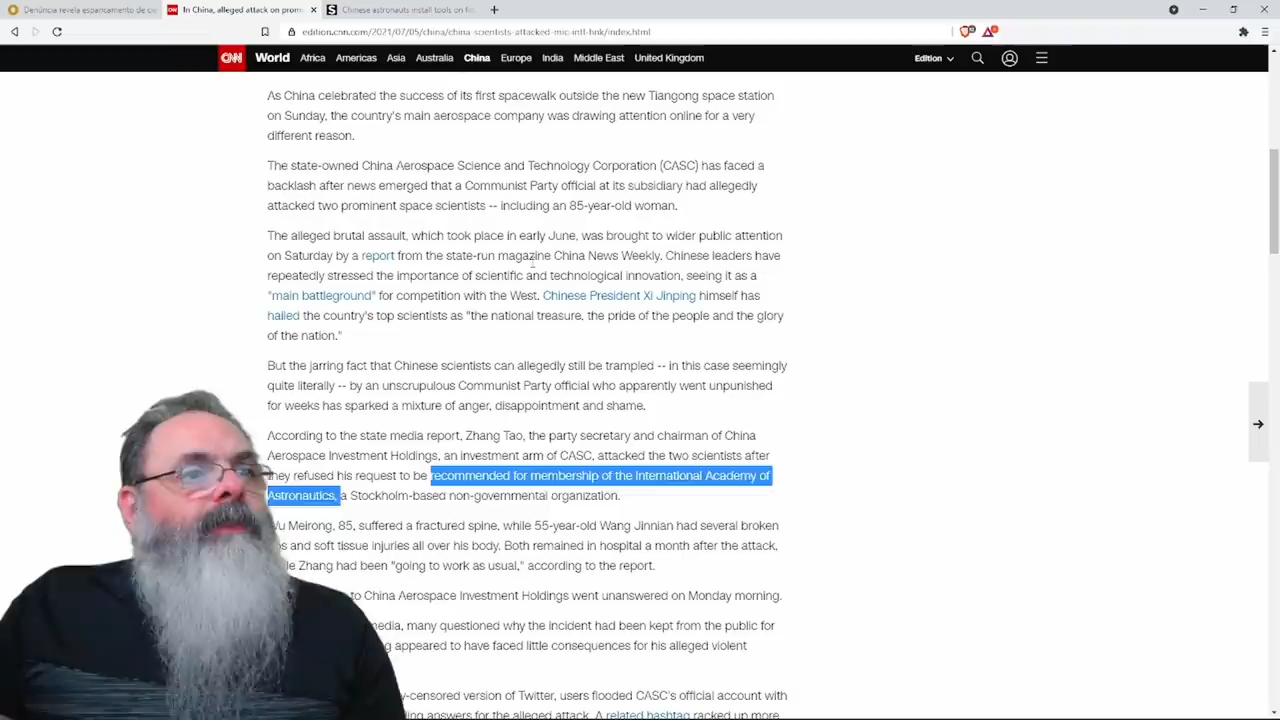 Denúncia revela espancamento de cie
In China, alleged attack on prom
Chinese astronauts install tools on
edition.cnn.com/2021/07/05/china/china-scientists-attacked-mic-intl-hnk/index.html
CNN World Africa Americas Asia Australia China Europe India Middle East United Kingdom Edition
As China celebrated the success of its first spacewalk outside the new Tiangong space station
on Sunday, the country's main aerospace company was drawing attention online for a very
different reason.
The state-owned China Aerospace Science and Technology Corporation (CASC) has faced a
backlash after news emerged that a Communist Party official at its subsidiary had allegedly
attacked two prominent space scientists -- including an 85-year-old woman.
The alleged brutal assault, which took place in early June, was brought to wider public attention
on Saturday by a report from the state-run magazine China News Weekly. Chinese leaders have
repeatedly stressed the importance of scientific and technological innovation, seeing it as a
"main battleground" for competition with the West. Chinese President Xi Jinping himself has
hailed the country's top scientists as "the national treasure, the pride of the people and the glory
of the nation."
But the jarring fact that Chinese scientists can allegedly still be trampled -- in this case seemingly
quite literally -- by an unscrupulous Communist Party official who apparently went unpunished
for weeks has sparked a mixture of anger, disappointment and shame.
According to the state media report, Zhang Tao, the party secretary and chairman of China
Aerospace Investment Holdings, an investment arm of CASC, attacked the two scientists after
they refused his request to be recommended for membership of the International Academy of
Astronautics, a Stockholm-based non-governmental organization.
Wu Meirong, 85, suffered a fractured spine, while 55-year-old Wang Jinnian had several broken
and soft tissue injuries all over his body. Both remained in hospital a month after the attack,
Zhang had been "going to work as usual," according to the report.
to China Aerospace Investment Holdings went unanswered on Monday morning.
many questioned why the incident had been kept from the public for
appeared to have faced little consequences for his alleged violent
-censored version of Twitter, users flooded CASC's official account with
answers for the alleged attack. A related hashtag racked up more